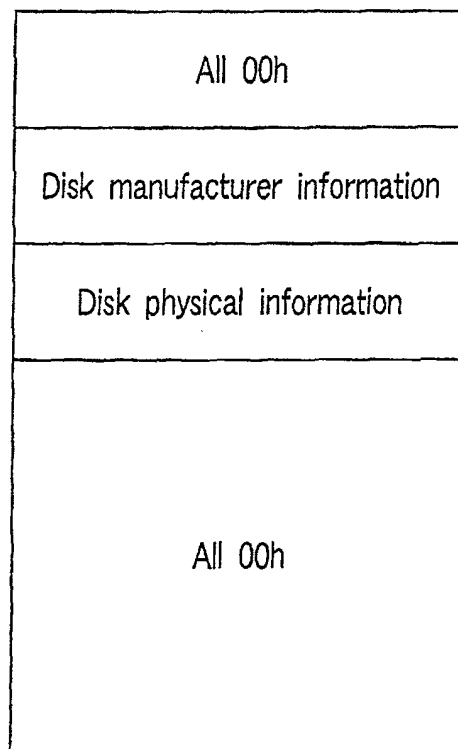 All 00h
Disk manufacturer information
Disk physical information
All 00h